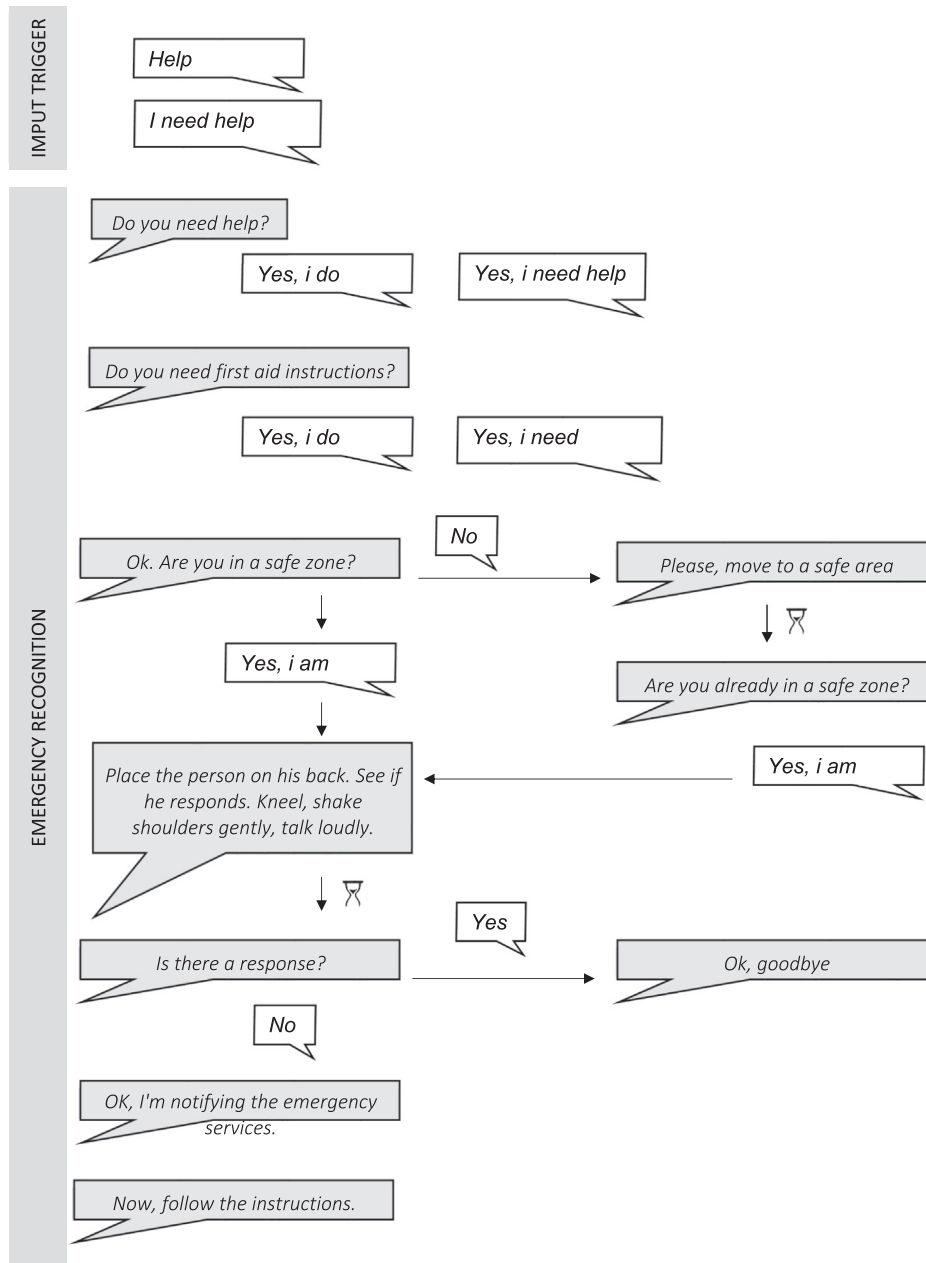 IMPUT TRIGGER
Help
I need help
EMERGENCY RECOGNITION
Do you need help?
Yes, i do
Yes, i need help
Do you need first aid instructions?
Yes, i do
Yes, i need
Ok. Are you in a safe zone?
No
Please, move to a safe area
Yes, i am
Are you already in a safe zone?
Yes, i am
Place the person on his back. See if
he responds. Kneel, shake
shoulders gently, talk loudly.
Is there a response?
Yes
Ok, goodbye
No
OK, I'm notifying the emergency
services.
Now, follow the instructions.